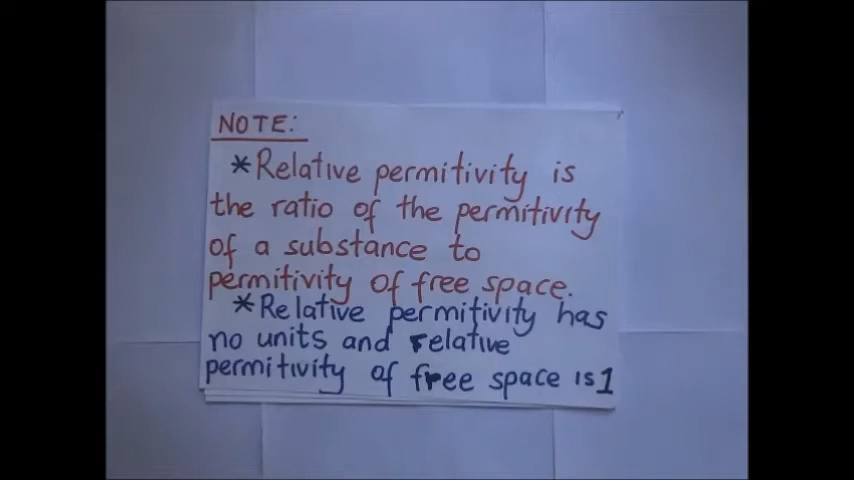 NOTE:
*Relative permitivity is
the ratio of the permitivity
of a substance to
permitivity of free space.
*Relative permitivity has
no units and relative
permitivity of free space is 1